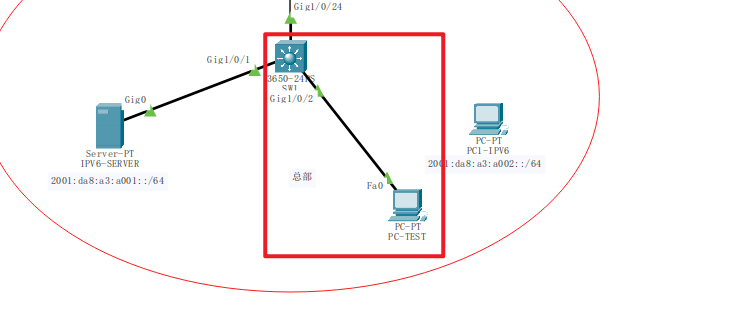 Gig1/0/24
Gig1/0/1
3650-24PS
SW1
Gig1/0/2
Gig0
Server-PT
IPV6-SERVER
2001:da8:a3:a001::/64
PC-PT
PC1-IPV6
2001:da8:a3:a002::/64
总部
Fa0
PC-PT
PC-TEST